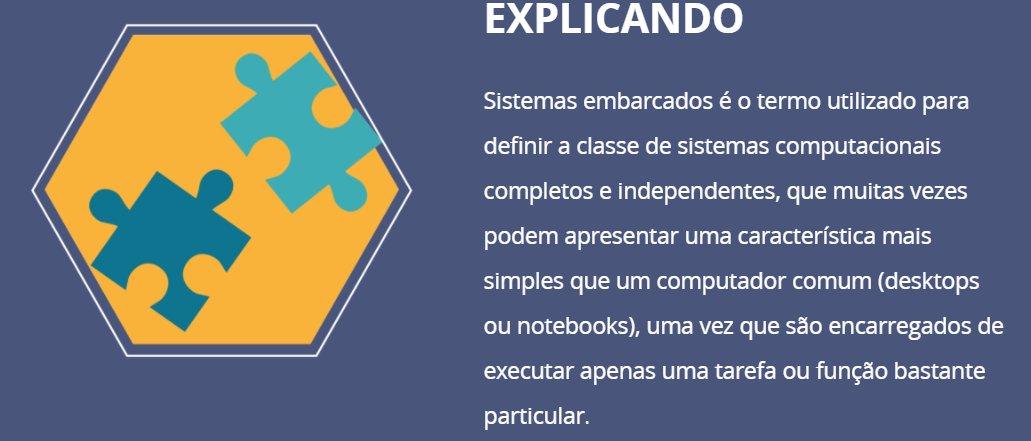 EXPLICANDO
Sistemas embarcados é o termo utilizado para
definir a classe de sistemas computacionais
completos e independentes, que muitas vezes
podem apresentar uma característica mais
simples que um computador comum (desktops
ou notebooks), uma vez que são encarregados de
executar apenas uma tarefa ou função bastante
particular.